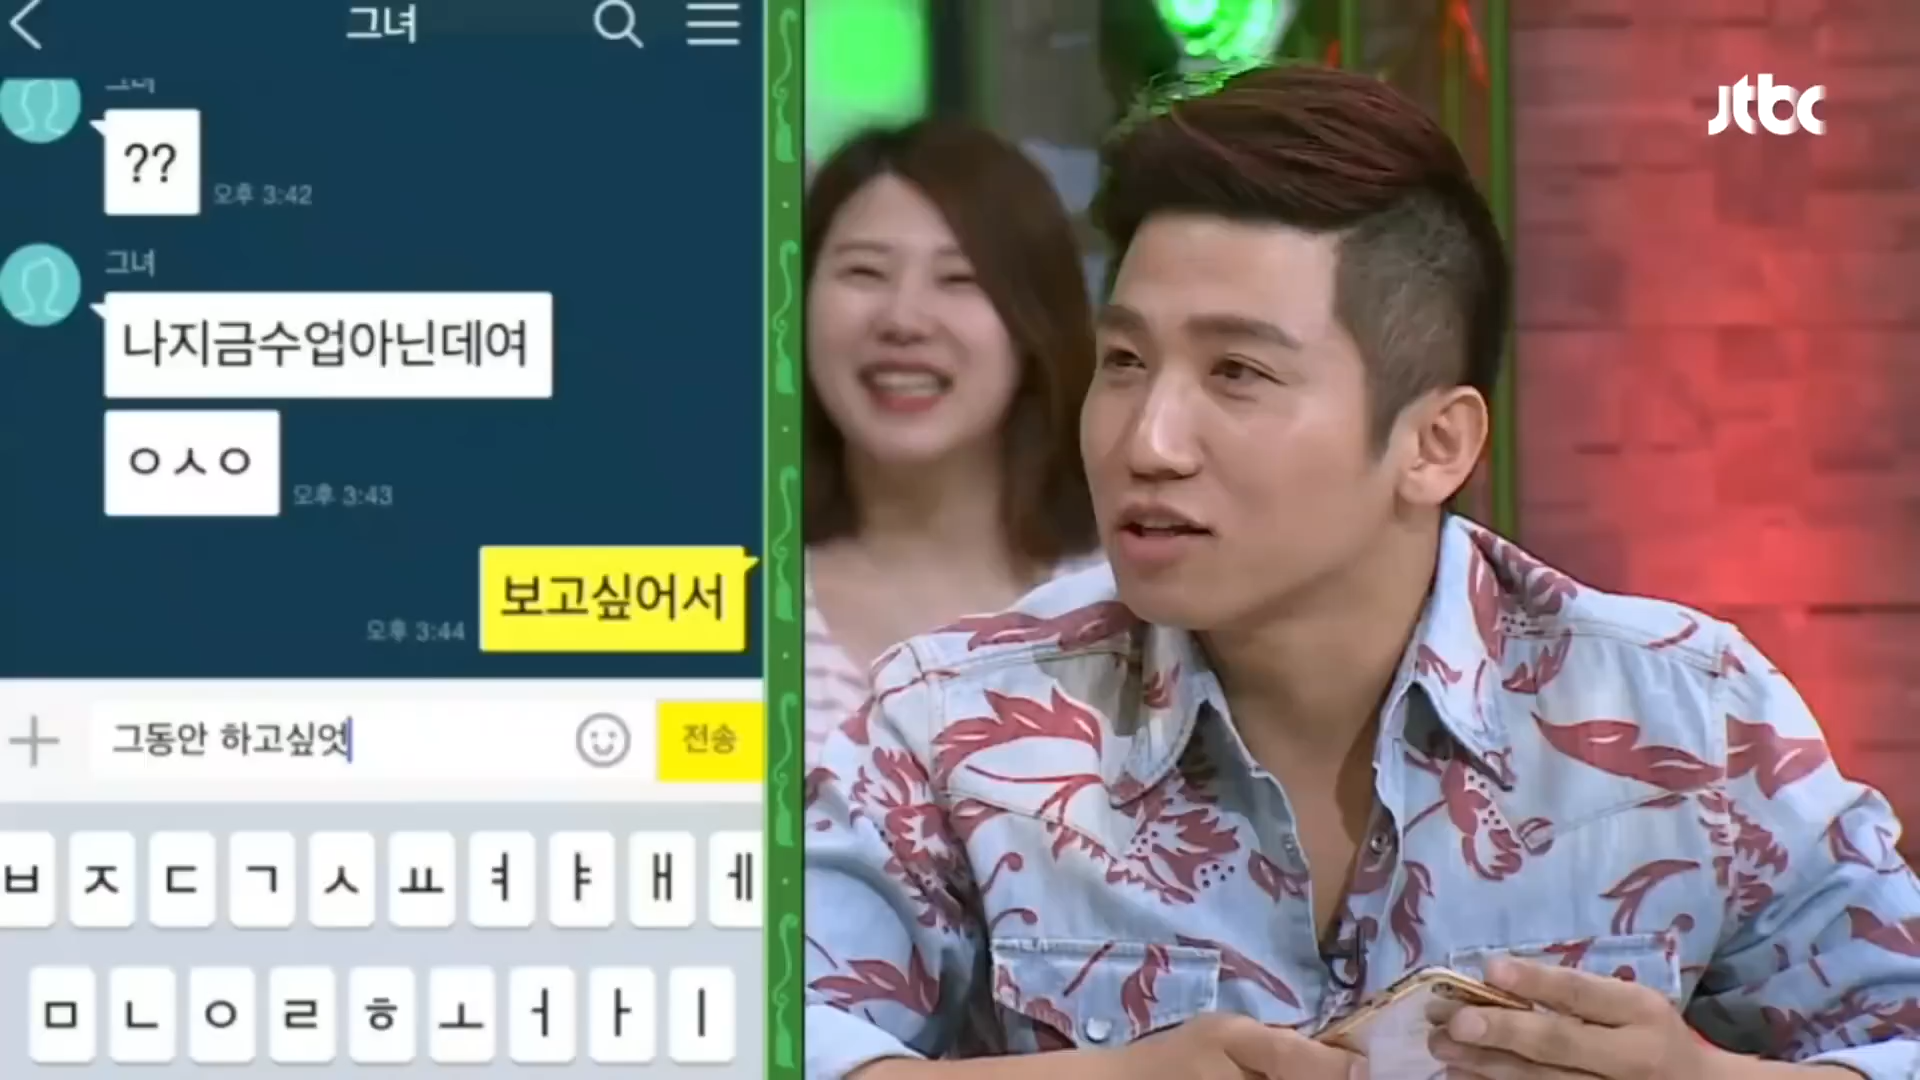 그녀
jtbc
그녀
??
오후 3:42
그녀
나지금수업아닌데여
ㅇㅅㅇ
오후 3:43
보고싶어서
오후 3:44
그동안 하고싶엇
전송
ㅂ ㅈ ㄷ ㄱ ㅅ ㅛ ㅕ ㅑ ㅐ ㅔ
ㅁ ㄴ ㅇ ㄹ ㅎ ㅗ ㅓ ㅏ ㅣ